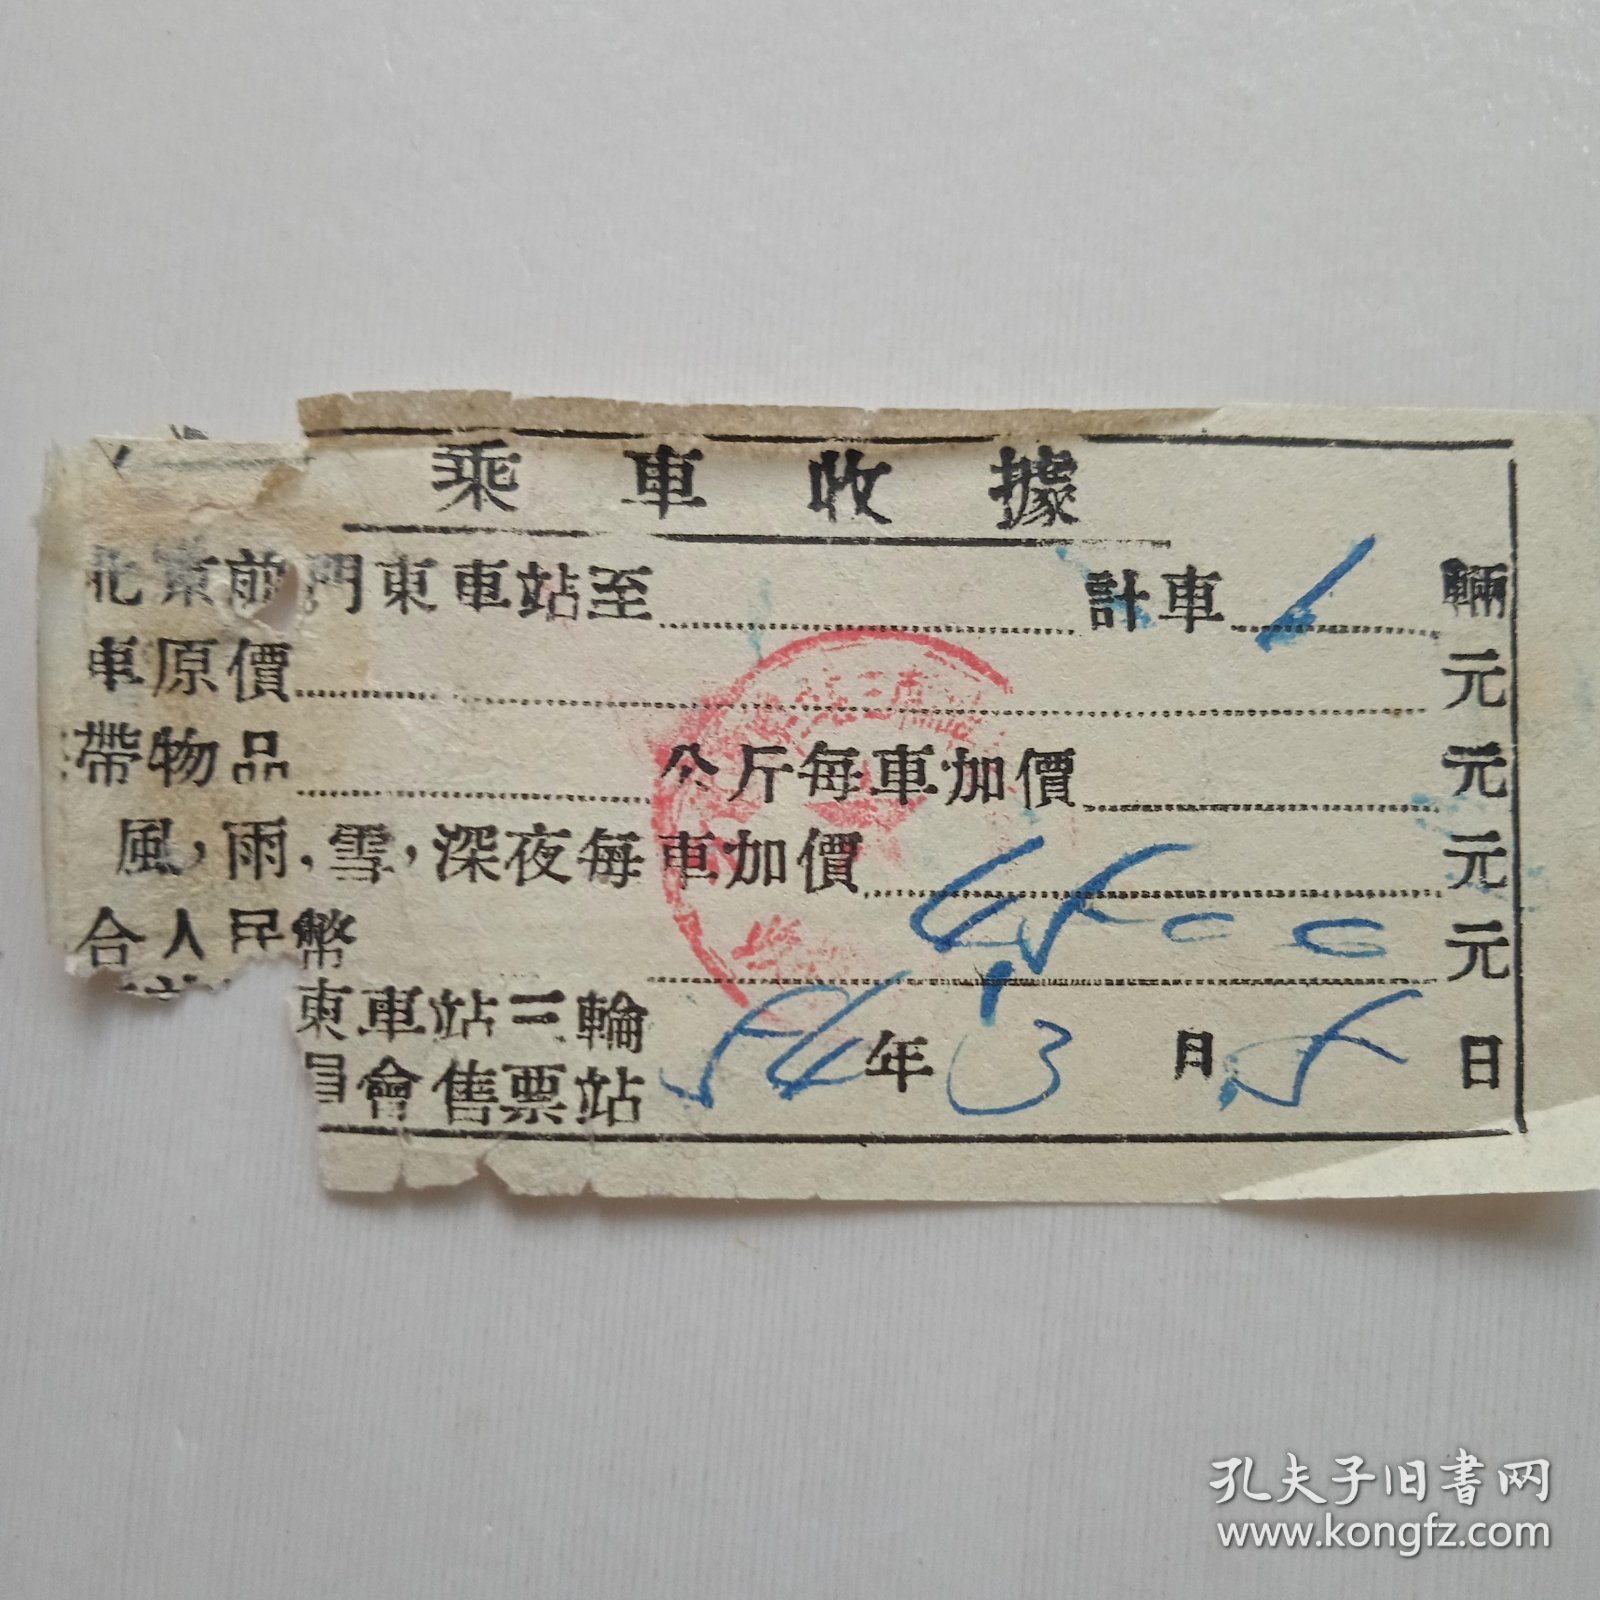 乘車收據
北京前門東車站至 計車 1 輛
車原價 元
帶物品 公斤每車加價 元
風，雨，雪，深夜每車加價 元
合人民幣 4500 元
東車站三輪
會售票站 54年3月5日
孔夫子旧书网
www.kongfz.com